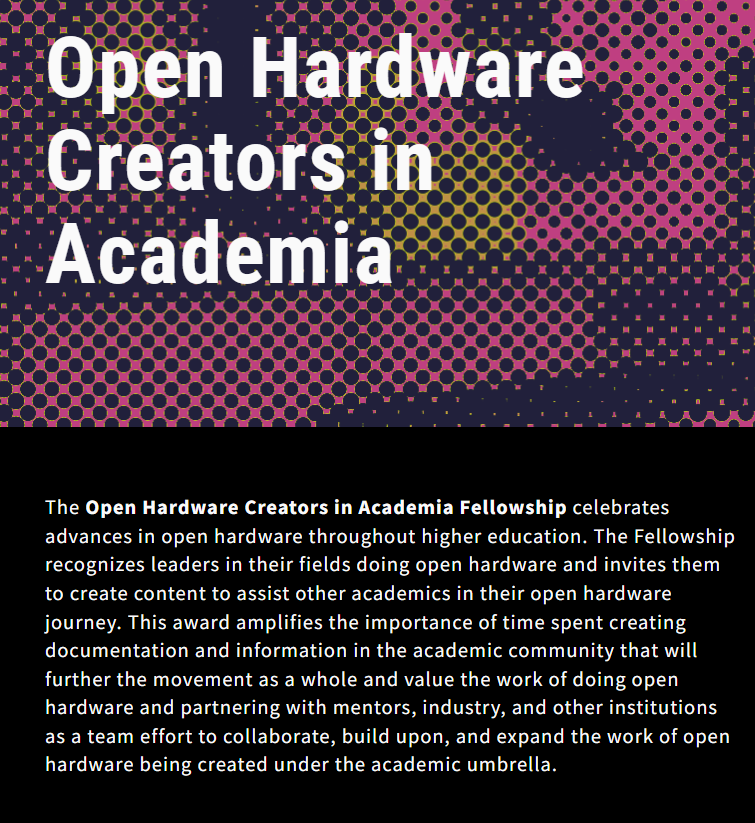 Open Hardware
Creators in
Academia
The Open Hardware Creators in Academia Fellowship celebrates
advances in open hardware throughout higher education. The Fellowship
recognizes leaders in their fields doing open hardware and invites them
to create content to assist other academics in their open hardware
journey. This award amplifies the importance of time spent creating
documentation and information in the academic community that will
further the movement as a whole and value the work of doing open
hardware and partnering with mentors, industry, and other institutions
as a team effort to collaborate, build upon, and expand the work of open
hardware being created under the academic umbrella.